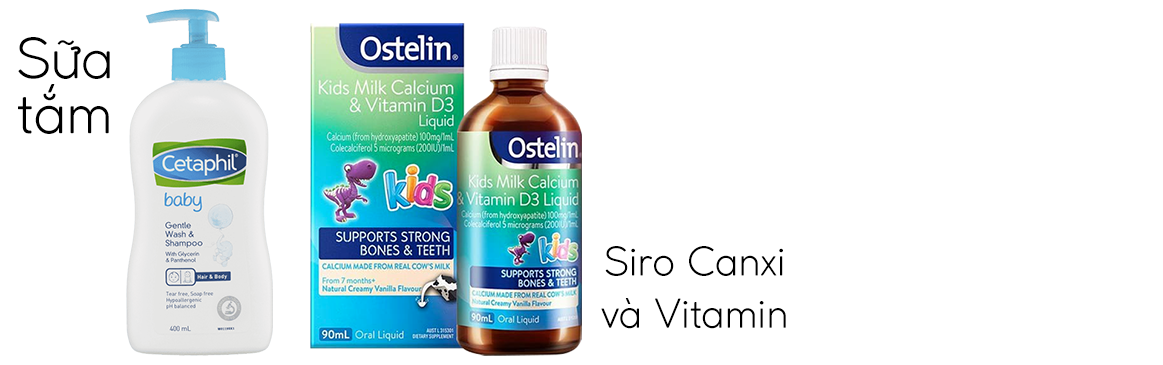 Sữa
tắm
Cetaphil®
baby
Gentle
Wash &
Shampoo
With Glycerin
& Panthenol
Hair & Body
Tear free, Soap free
Hypoallergenic
pH balanced
400 mL
Ostelin®
Kids Milk Calcium
& Vitamin D3
Liquid
Calcium (from hydroxyapatite) 100mg/1mL
Colecalciferol 5 micrograms (200IU)/1mL
kids
SUPPORTS STRONG
BONES & TEETH
CALCIUM MADE FROM REAL COW'S MILK
From 7 months+
Natural Creamy Vanilla Flavour
90mL Oral Liquid
AUST L 315301
DIETARY SUPPLEMENT
Ostelin
Kids Milk Calcium
& Vitamin D3 Liquid
Calcium (from hydroxyapatite) 100mg/1mL
Colecalciferol 5 micrograms (200IU)/1mL
kids
SUPPORTS STRONG
BONES & TEETH
CALCIUM MADE FROM REAL COW'S MILK
Natural Creamy Vanilla Flavour
90mL Oral Liquid
Siro Canxi
và Vitamin